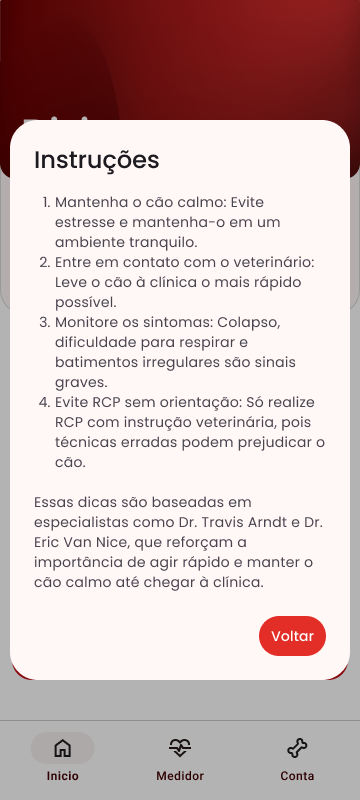 Instruções
1. Mantenha o cão calmo: Evite
estresse e mantenha-o em um
ambiente tranquilo.
2. Entre em contato com o veterinário:
Leve o cão à clínica o mais rápido
possível.
3. Monitore os sintomas: Colapso,
dificuldade para respirar e
batimentos irregulares são sinais
graves.
4. Evite RCP sem orientação: Só realize
RCP com instrução veterinária, pois
técnicas erradas podem prejudicar o
cão.
Essas dicas são baseadas em
especialistas como Dr. Travis Arndt e Dr.
Eric Van Nice, que reforçam a
importância de agir rápido e manter o
cão calmo até chegar à clínica.
Voltar
Inicio
Medidor
Conta